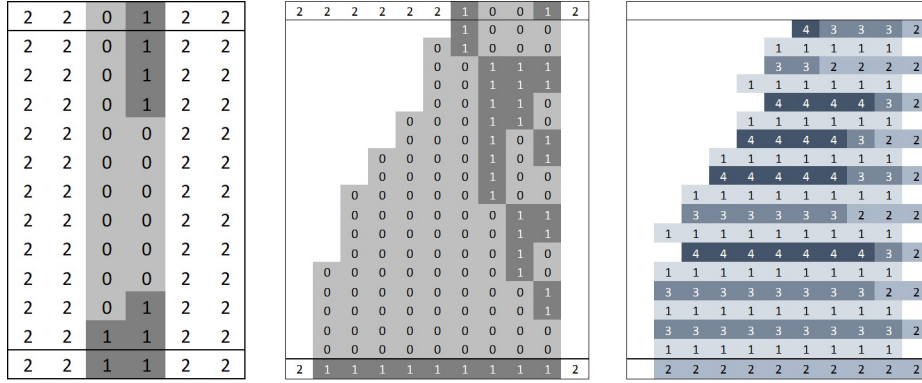 2 2 0 1 2 2
2 2 0 1 2 2
2 2 0 1 2 2
2 2 0 1 2 2
2 2 0 0 2 2
2 2 0 0 2 2
2 2 0 0 2 2
2 2 0 0 2 2
2 2 0 0 2 2
2 2 0 0 2 2
2 2 0 1 2 2
2 2 1 1 2 2
2 2 1 1 2 2
2 2 2 2 2 2 1 0 0 1 2
1 0 0 0
0 1 0 0 0
0 0 1 1 1
0 0 1 1 1
0 0 1 1 0
0 0 0 1 1 0
0 0 0 1 0 1
0 0 0 0 1 0 1
0 0 0 0 1 0 0
0 0 0 0 0 1 0 0
0 0 0 0 0 0 1 1
0 0 0 0 0 0 1 1
0 0 0 0 0 0 1 0
0 0 0 0 0 0 0 1 0
0 0 0 0 0 0 0 0 1
0 0 0 0 0 0 0 0 1
0 0 0 0 0 0 0 0 0
0 0 0 0 0 0 0 0 0
2 1 1 1 1 1 1 1 1 1 2
4 3 3 3 2
1 1 1 1 1
3 3 2 2 2 2
1 1 1 1 1 1
4 4 4 4 3 2
1 1 1 1 1 1
4 4 4 4 3 2 2
1 1 1 1 1 1 1
4 4 4 4 4 3 3 2
1 1 1 1 1 1 1 1
3 3 3 3 3 3 2 2 2
1 1 1 1 1 1 1 1 1
4 4 4 4 4 4 4 3 2
1 1 1 1 1 1 1 1 1
3 3 3 3 3 3 3 3 2 2
1 1 1 1 1 1 1 1 1
3 3 3 3 3 3 3 3 3 2
1 1 1 1 1 1 1 1 1
2 2 2 2 2 2 2 2 2 2